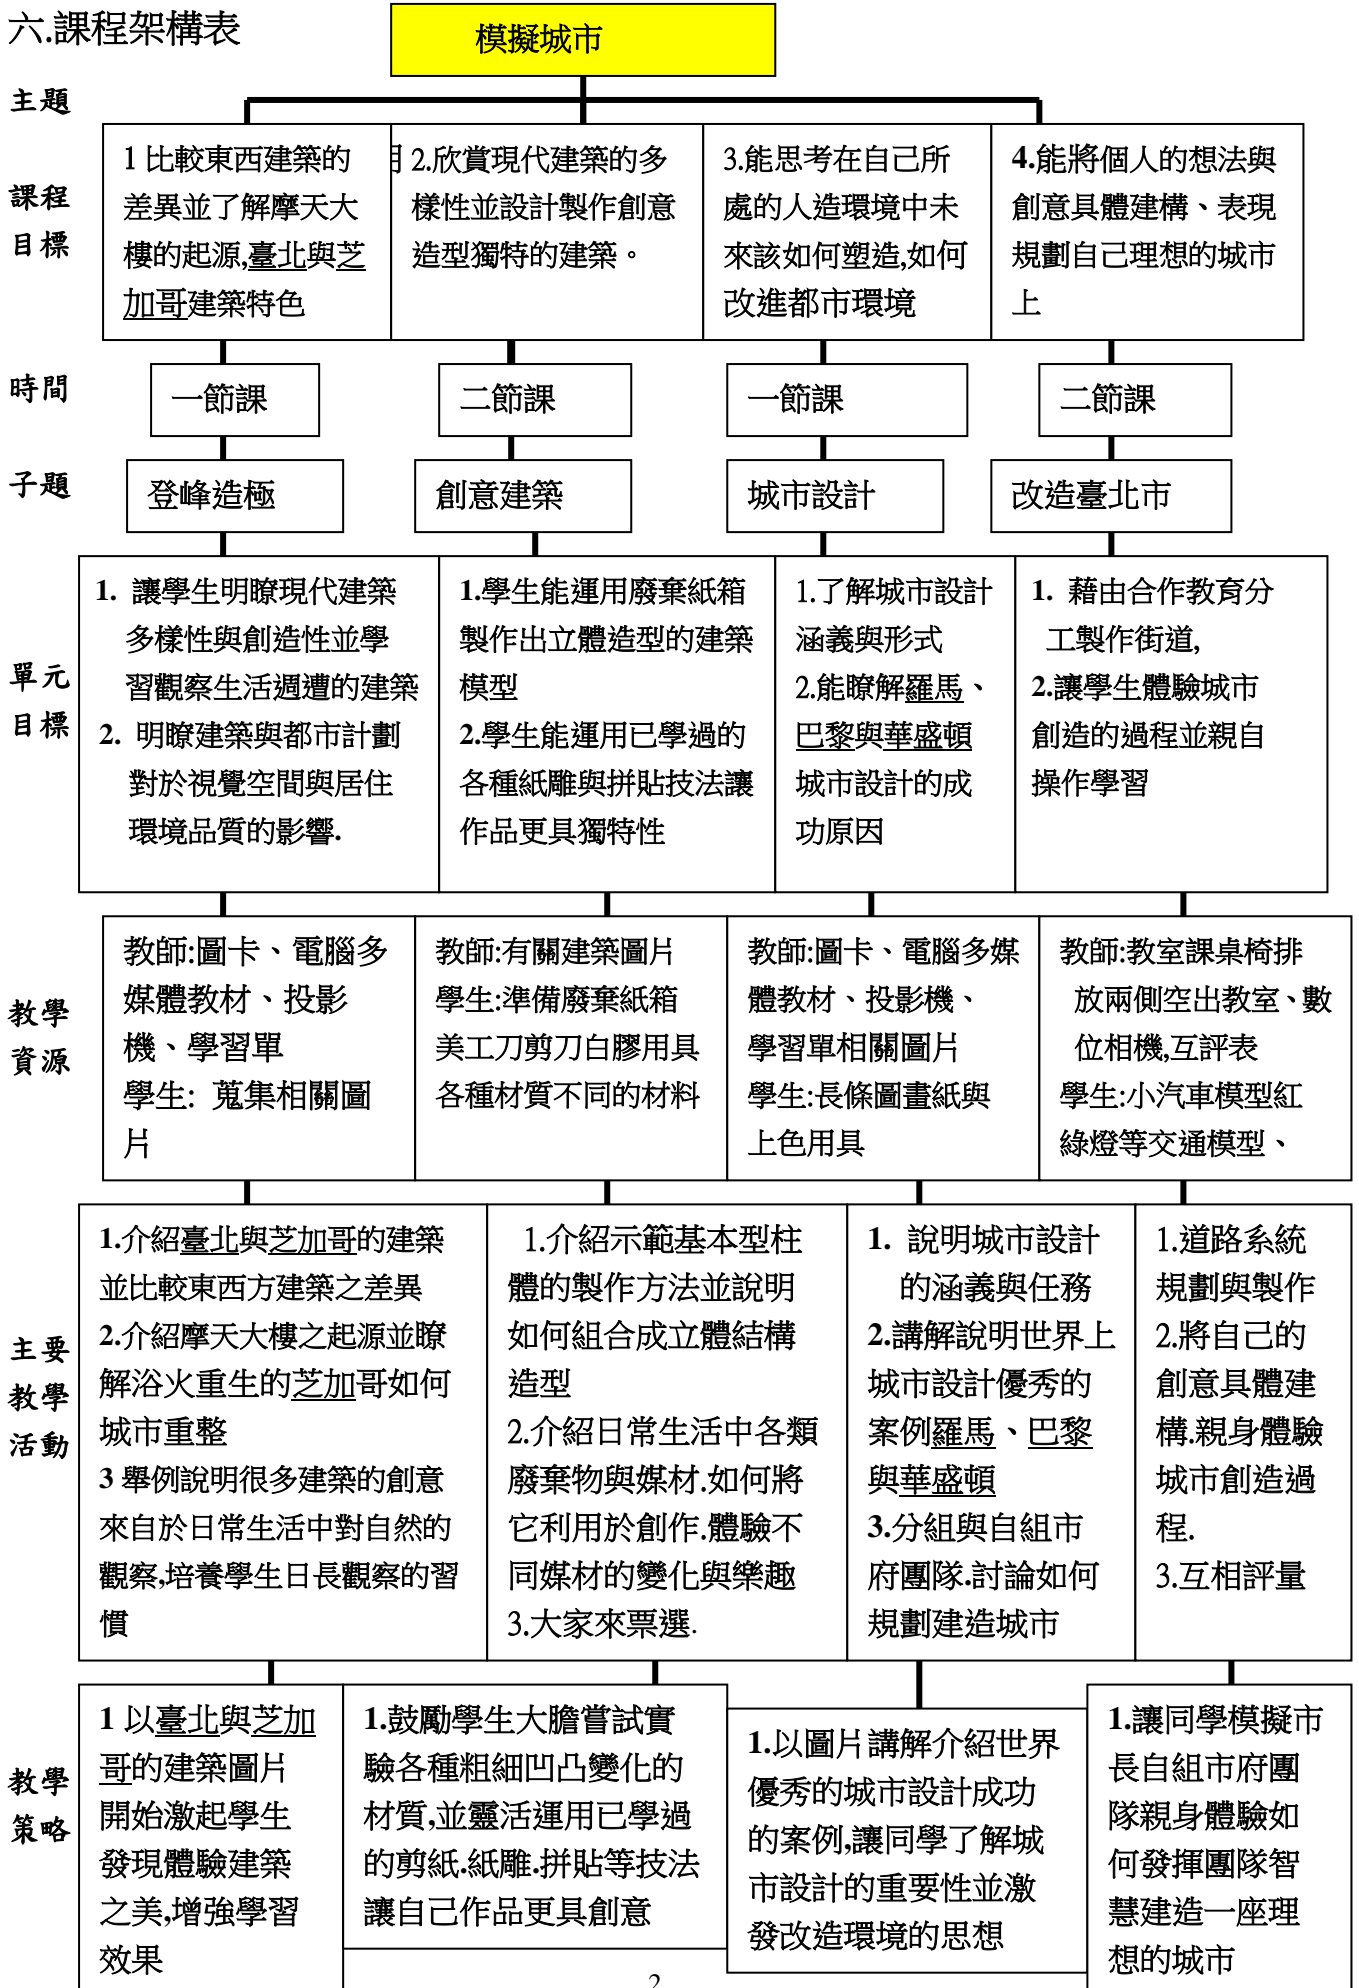 六.課程架構表
模擬城市
主題
課程
目標
1 比較東西建築的
差異並了解摩天大
樓的起源,臺北與芝
加哥建築特色
2.欣賞現代建築的多
樣性並設計製作創意
造型獨特的建築。
3.能思考在自己所
處的人造環境中未
來該如何塑造,如何
改進都市環境
4.能將個人的想法與
創意具體建構、表現
規劃自己理想的城市
上
時間
一節課
二節課
一節課
二節課
子題
登峰造極
創意建築
城市設計
改造臺北市
單元
目標
1. 讓學生明瞭現代建築
多樣性與創造性並學
習觀察生活週遭的建築
2. 明瞭建築與都市計劃
對於視覺空間與居住
環境品質的影響.
1.學生能運用廢棄紙箱
製作出立體造型的建築
模型
2.學生能運用已學過的
各種紙雕與拼貼技法讓
作品更具獨特性
1.了解城市設計
涵義與形式
2.能瞭解羅馬、
巴黎與華盛頓
城市設計的成
功原因
1. 藉由合作教育分
工製作街道,
2.讓學生體驗城市
創造的過程並親自
操作學習
教學
資源
教師:圖卡、電腦多
媒體教材、投影
機、學習單
學生: 蒐集相關圖
片
教師:有關建築圖片
學生:準備廢棄紙箱
美工刀剪刀白膠用具
各種材質不同的材料
教師:圖卡、電腦多媒
體教材、投影機、
學習單相關圖片
學生:長條圖畫紙與
上色用具
教師:教室課桌椅排
放兩側空出教室、數
位相機,互評表
學生:小汽車模型紅
綠燈等交通模型、
主要
教學
活動
1.介紹臺北與芝加哥的建築
並比較東西方建築之差異
2.介紹摩天大樓之起源並瞭
解浴火重生的芝加哥如何
城市重整
3 舉例說明很多建築的創意
來自於日常生活中對自然的
觀察,培養學生日長觀察的習
慣
1.介紹示範基本型柱
體的製作方法並說明
如何組合成立體結構
造型
2.介紹日常生活中各類
廢棄物與媒材.如何將
它利用於創作.體驗不
同媒材的變化與樂趣
3.大家來票選.
1. 說明城市設計
的涵義與任務
2.講解說明世界上
城市設計優秀的
案例羅馬、巴黎
與華盛頓
3.分組與自組市
府團隊.討論如何
規劃建造城市
1.道路系統
規劃與製作
2.將自己的
創意具體建
構.親身體驗
城市創造過
程.
3.互相評量
教學
策略
1 以臺北與芝加
哥的建築圖片
開始激起學生
發現體驗建築
之美,增強學習
效果
1.鼓勵學生大膽嘗試實
驗各種粗細凹凸變化的
材質,並靈活運用已學過
的剪紙.紙雕.拼貼等技法
讓自己作品更具創意
1.以圖片講解介紹世界
優秀的城市設計成功
的案例,讓同學了解城
市設計的重要性並激
發改造環境的思想
1.讓同學模擬市
長自組市府團
隊親身體驗如
何發揮團隊智
慧建造一座理
想的城市
2